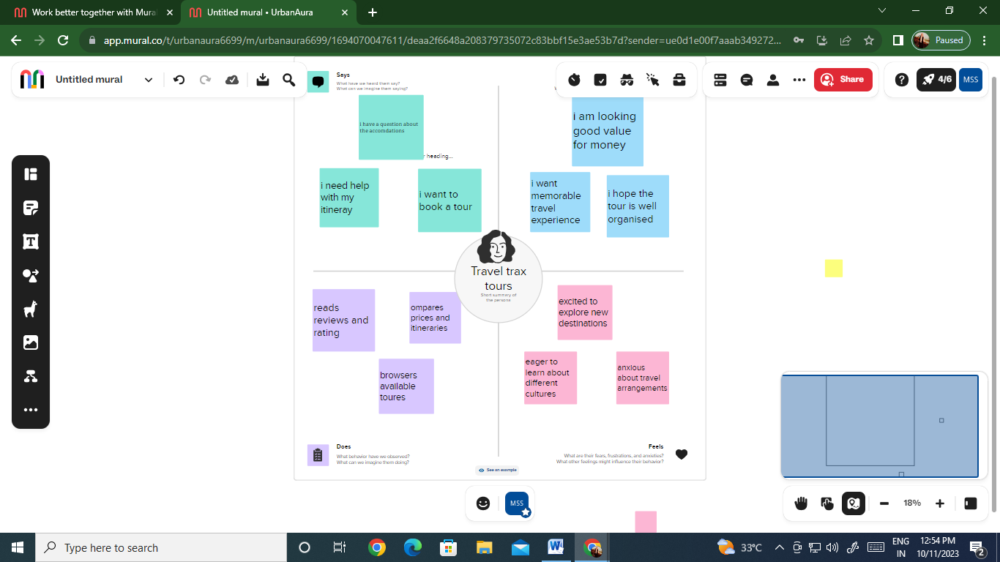 Work better together with Mural
Untitled mural • UrbanAura
app.mural.co/t/urbanaura6699/m/urbanaura6699/1694070047611/deaa2f6648a208379735072c83bbf15e3ae53b7d?sender=ue0d1e00f7aaab349272...
Paused
Untitled mural
Share
4/6
MSS
Says
What have we heard them say?
What can we imagine them saying?
i have a question about
the accomdations
r heading...
i need help
with my
itineray
i want to
book a tour
i am looking
good value
for money
i want
memorable
travel
experience
i hope the
tour is well
organised
Travel trax
tours
Short summary of
the persona
reads
reviews and
rating
ompares
prices and
itineraries
browsers
available
toures
excited to
explore new
destinations
eager to
learn about
different
cultures
anxious
about travel
arrangements
Does
What behavior have we observed?
What can we imagine them doing?
Feels
What are their fears, frustrations, and anxieties?
What other feelings might influence their behavior?
See an example
MSS
18%
Type here to search
33°C
ENG
IN
12:54 PM
10/11/2023
2